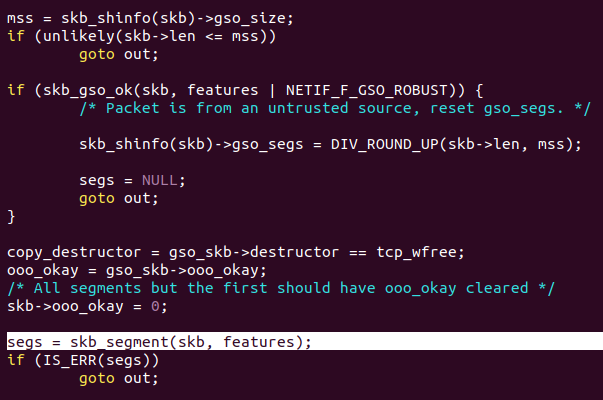 mss = skb_shinfo(skb)->gso_size;
if (unlikely(skb->len <= mss))
        goto out;

if (skb_gso_ok(skb, features | NETIF_F_GSO_ROBUST)) {
        /* Packet is from an untrusted source, reset gso_segs. */

        skb_shinfo(skb)->gso_segs = DIV_ROUND_UP(skb->len, mss);

        segs = NULL;
        goto out;
}

copy_destructor = gso_skb->destructor == tcp_wfree;
ooo_okay = gso_skb->ooo_okay;
/* All segments but the first should have ooo_okay cleared */
skb->ooo_okay = 0;

segs = skb_segment(skb, features);
if (IS_ERR(segs))
        goto out;